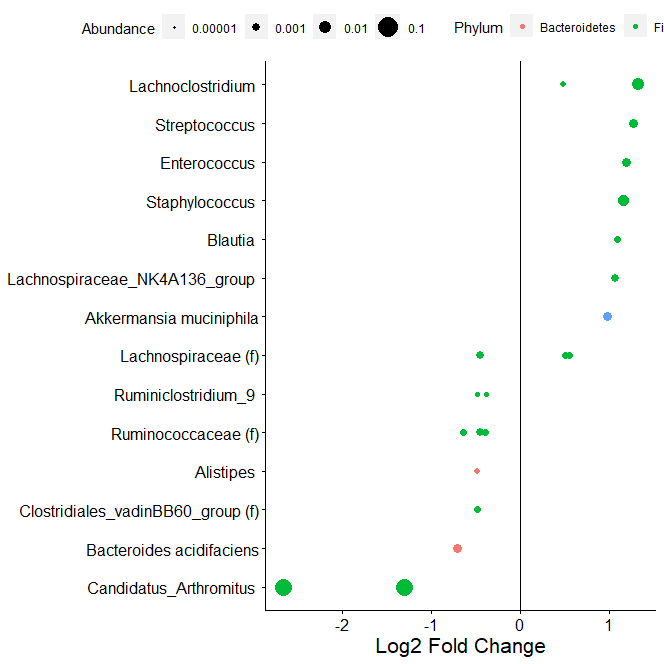 Abundance 0.00001 0.001 0.01 0.1 Phylum Bacteroidetes Fi
Lachnoclostridium
Streptococcus
Enterococcus
Staphylococcus
Blautia
Lachnospiraceae_NK4A136_group
Akkermansia muciniphila
Lachnospiraceae (f)
Ruminiclostridium_9
Ruminococcaceae (f)
Alistipes
Clostridiales_vadinBB60_group (f)
Bacteroides acidifaciens
Candidatus_Arthromitus
-2 -1 0 1
Log2 Fold Change